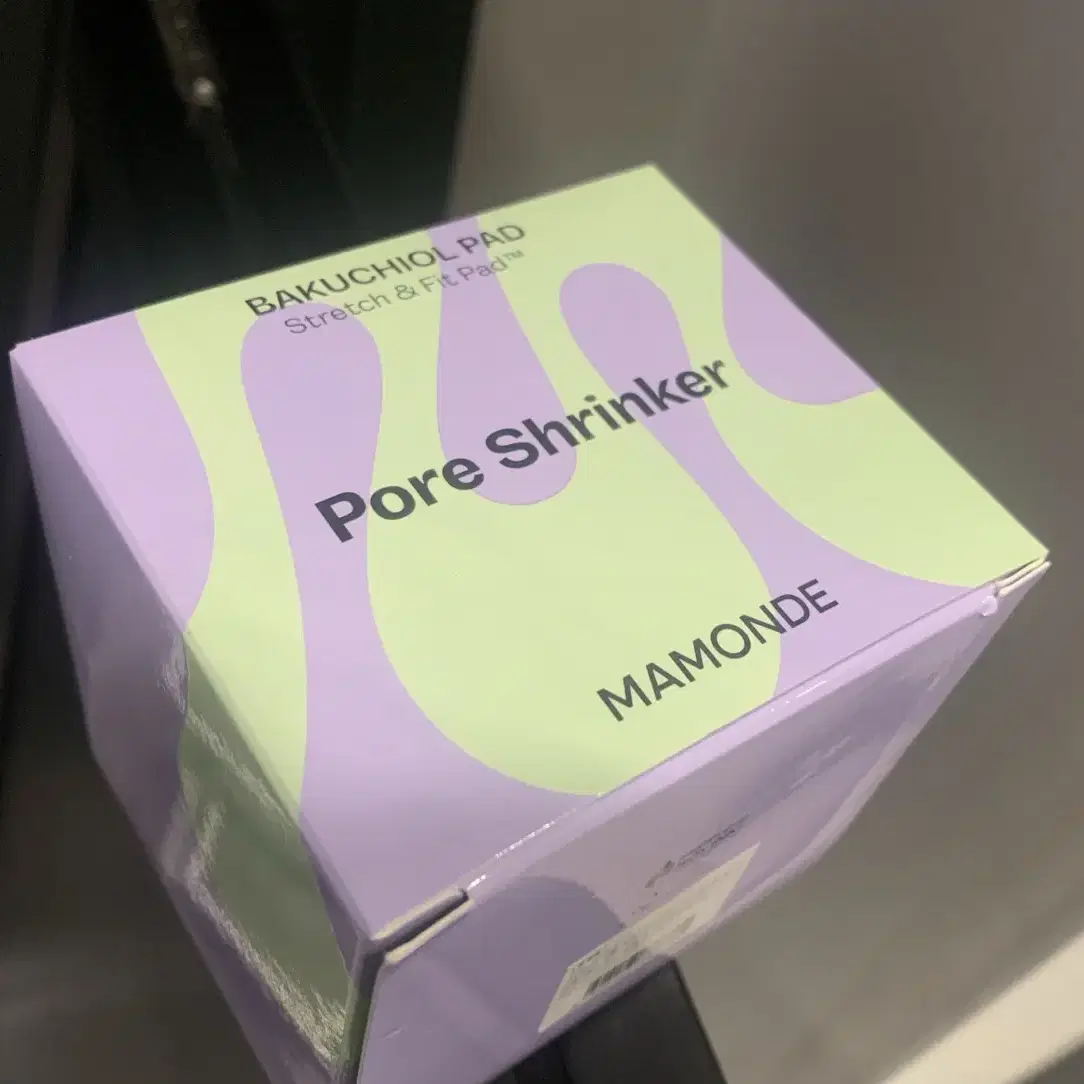 BAKUCHIOL PAD
Stretch & Fit Pad™
Pore Shrinker
MAMONDE